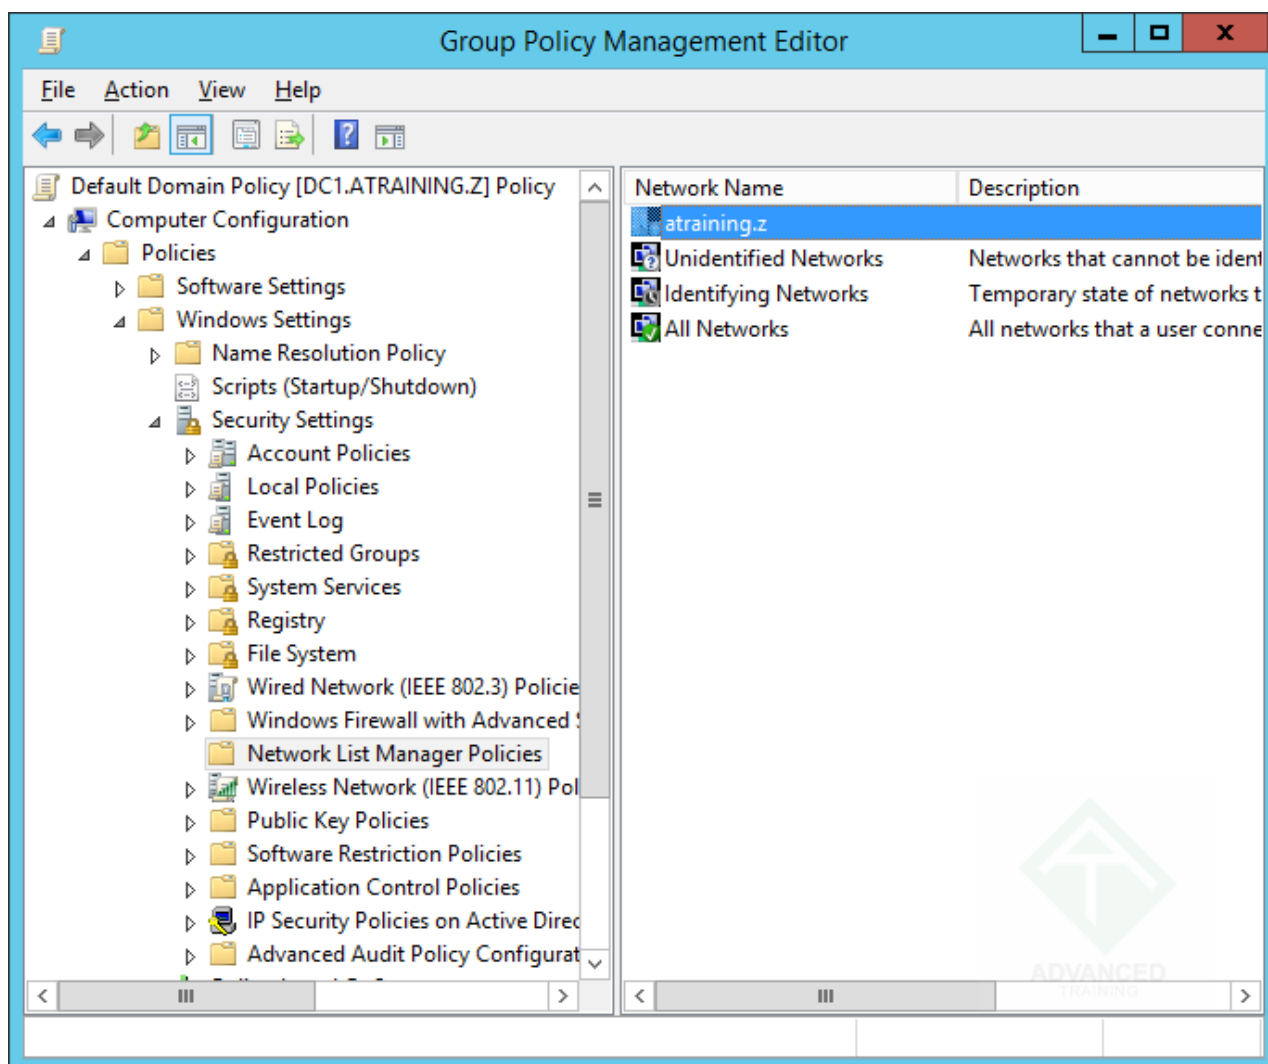 Group Policy Management Editor
File Action View Help
Default Domain Policy [DC1.ATRAINING.Z] Policy
Computer Configuration
Policies
Software Settings
Windows Settings
Name Resolution Policy
Scripts (Startup/Shutdown)
Security Settings
Account Policies
Local Policies
Event Log
Restricted Groups
System Services
Registry
File System
Wired Network (IEEE 802.3) Policie
Windows Firewall with Advanced
Network List Manager Policies
Wireless Network (IEEE 802.11) Pol
Public Key Policies
Software Restriction Policies
Application Control Policies
IP Security Policies on Active Direc
Advanced Audit Policy Configurat
Network Name Description
atraining.z
Unidentified Networks Networks that cannot be ident
Identifying Networks Temporary state of networks t
All Networks All networks that a user conne
ADVANCED
TRAINING